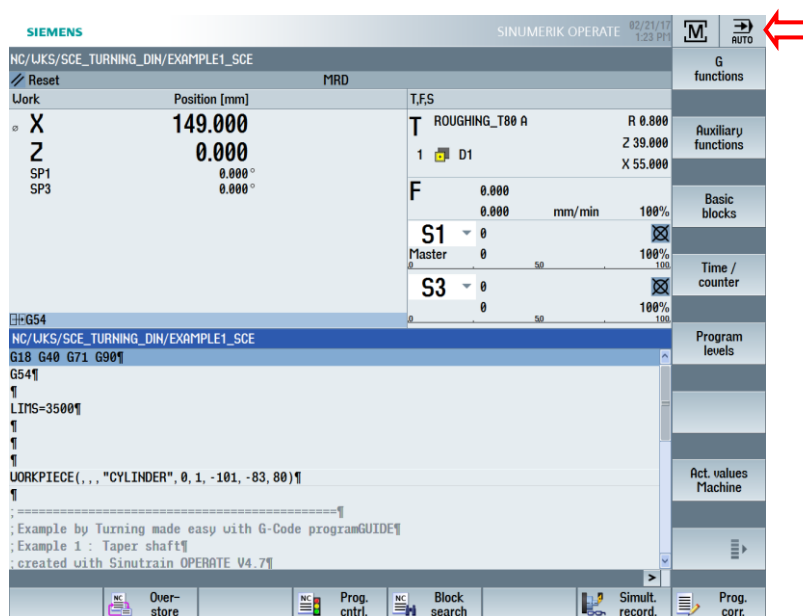 SIEMENS
SINUMERIK OPERATE 02/21/17
1:23 PM
M
AUTO
NC/WKS/SCE_TURNING_DIN/EXAMPLE1_SCE
Reset MRD
Work Position [mm]
T,F,S
ø X 149.000
Z 0.000
SP1 0.000°
SP3 0.000°
T ROUGHING_T80 A R 0.800
Z 39.000
1 D1
X 55.000
F 0.000
0.000 mm/min 100%
S1 0
Master 0 100%
0 50 100
S3 0
0 100%
0 50 100
G54
NC/WKS/SCE_TURNING_DIN/EXAMPLE1_SCE
G18 G40 G71 G90¶
G54¶
¶
LIMS=3500¶
¶
¶
¶
WORKPIECE(,,,"CYLINDER",0,1,-101,-83,80)¶
¶
;=============================================¶
;Example by Turning made easy with G-Code programGUIDE¶
;Example 1 : Taper shaft¶
;created with Sinutrain OPERATE V4.7¶
G
functions
Auxiliary
functions
Basic
blocks
Time /
counter
Program
levels
Act. values
Machine
NC Over-
store
NC Prog.
cntrl.
NC Block
search
Simult.
record.
Prog.
corr.